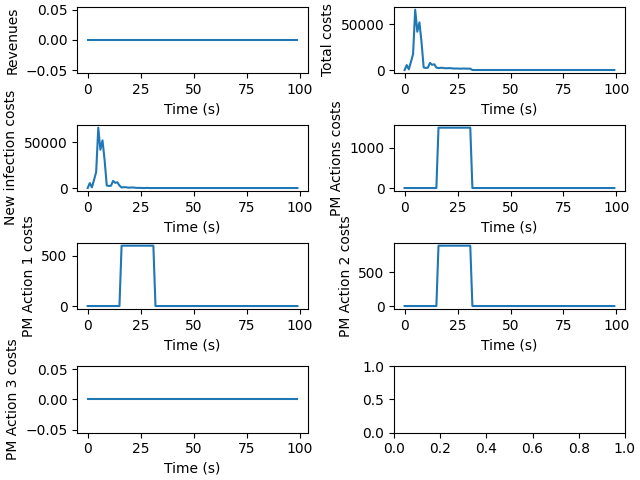 Revenues
0.05
0.00
−0.05
0 25 50 75 100
Time (s)
Total costs
50000
0
0 25 50 75 100
Time (s)
New infection costs
50000
0
0 25 50 75 100
Time (s)
PM Actions costs
1000
0
0 25 50 75 100
Time (s)
PM Action 1 costs
500
0
0 25 50 75 100
Time (s)
PM Action 2 costs
500
0
0 25 50 75 100
Time (s)
PM Action 3 costs
0.05
0.00
−0.05
0 25 50 75 100
Time (s)
1.0
0.5
0.0
0.0 0.2 0.4 0.6 0.8 1.0